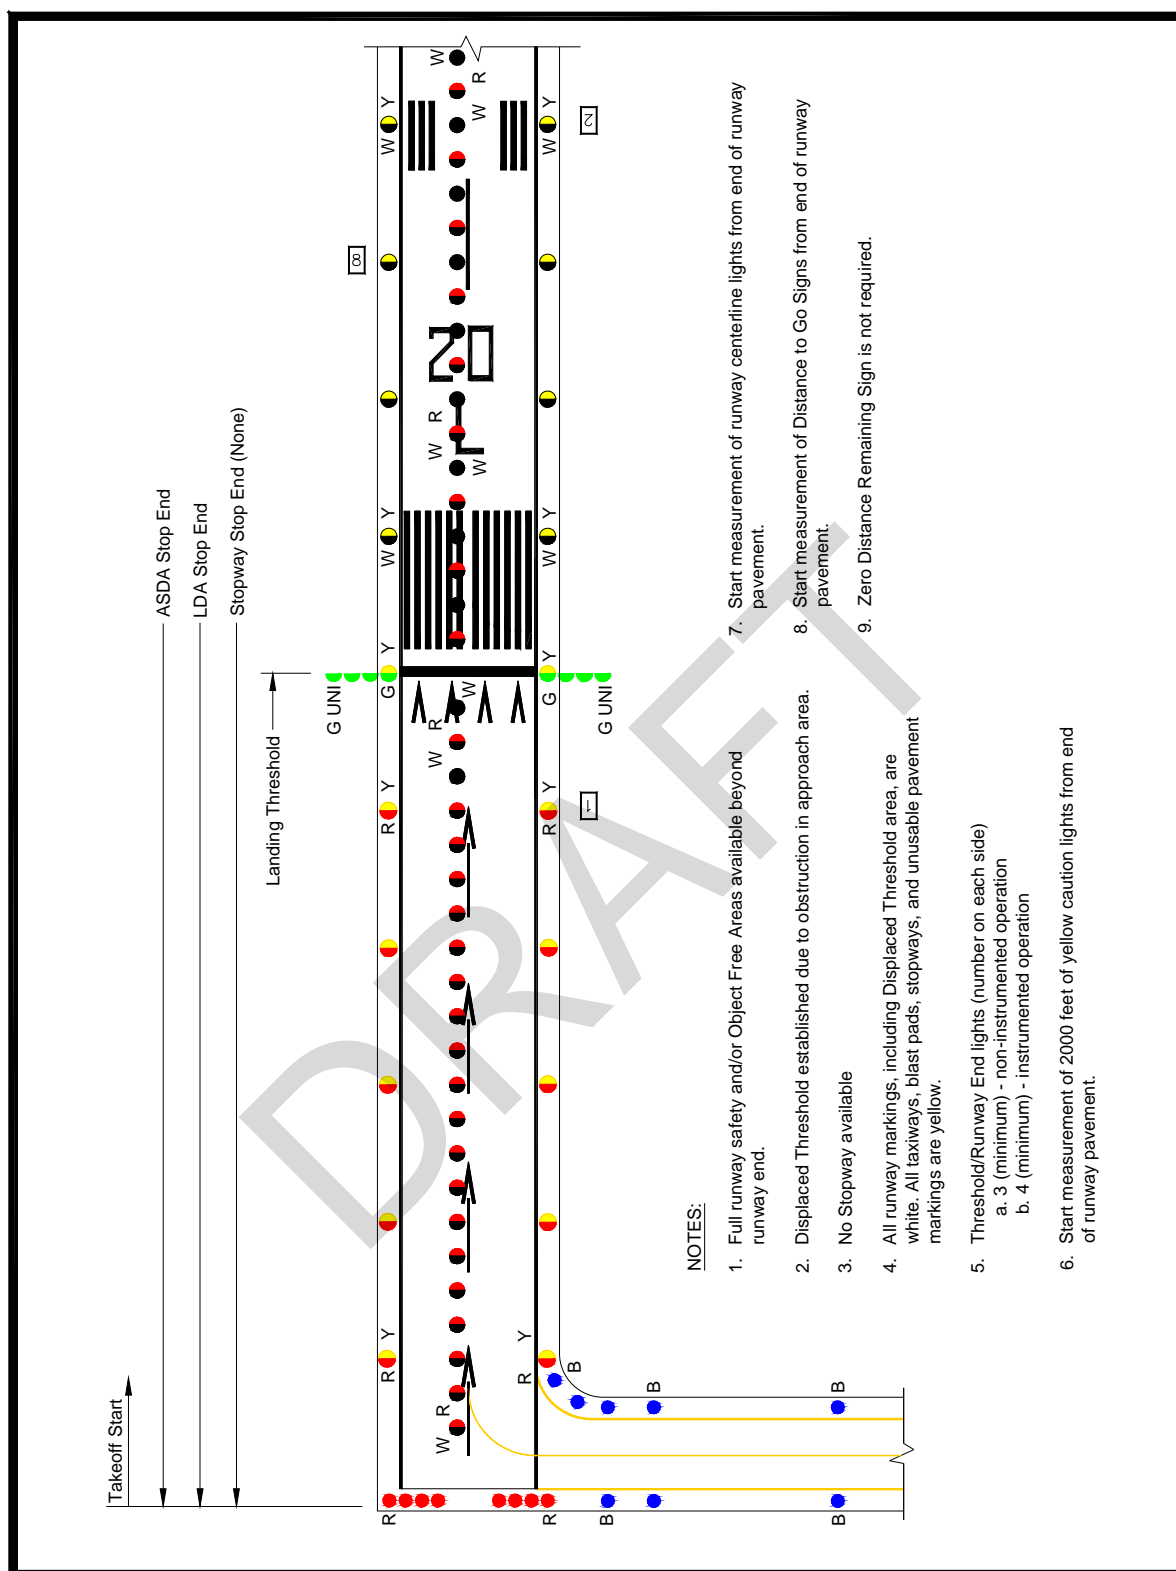 Takeoff Start
ASDA Stop End
LDA Stop End
Stopway Stop End (None)
Landing Threshold
G UNI
8
R
R Y
R Y
G Y
W Y
W Y
W R
W R
W
W R
W
W R
W
20
L
R
R Y
R Y
G Y
W Y
W Y
G UNI
1
2
B
B
B
B
B
DRAFT
NOTES:
1. Full runway safety and/or Object Free Areas available beyond
runway end.
2. Displaced Threshold established due to obstruction in approach area.
3. No Stopway available
4. All runway markings, including Displaced Threshold area, are
white. All taxiways, blast pads, stopways, and unusable pavement
markings are yellow.
5. Threshold/Runway End lights (number on each side)
a. 3 (minimum) - non-instrumented operation
b. 4 (minimum) - instrumented operation
6. Start measurement of 2000 feet of yellow caution lights from end
of runway pavement.
7. Start measurement of runway centerline lights from end of runway
pavement.
8. Start measurement of Distance to Go Signs from end of runway
pavement.
9. Zero Distance Remaining Sign is not required.